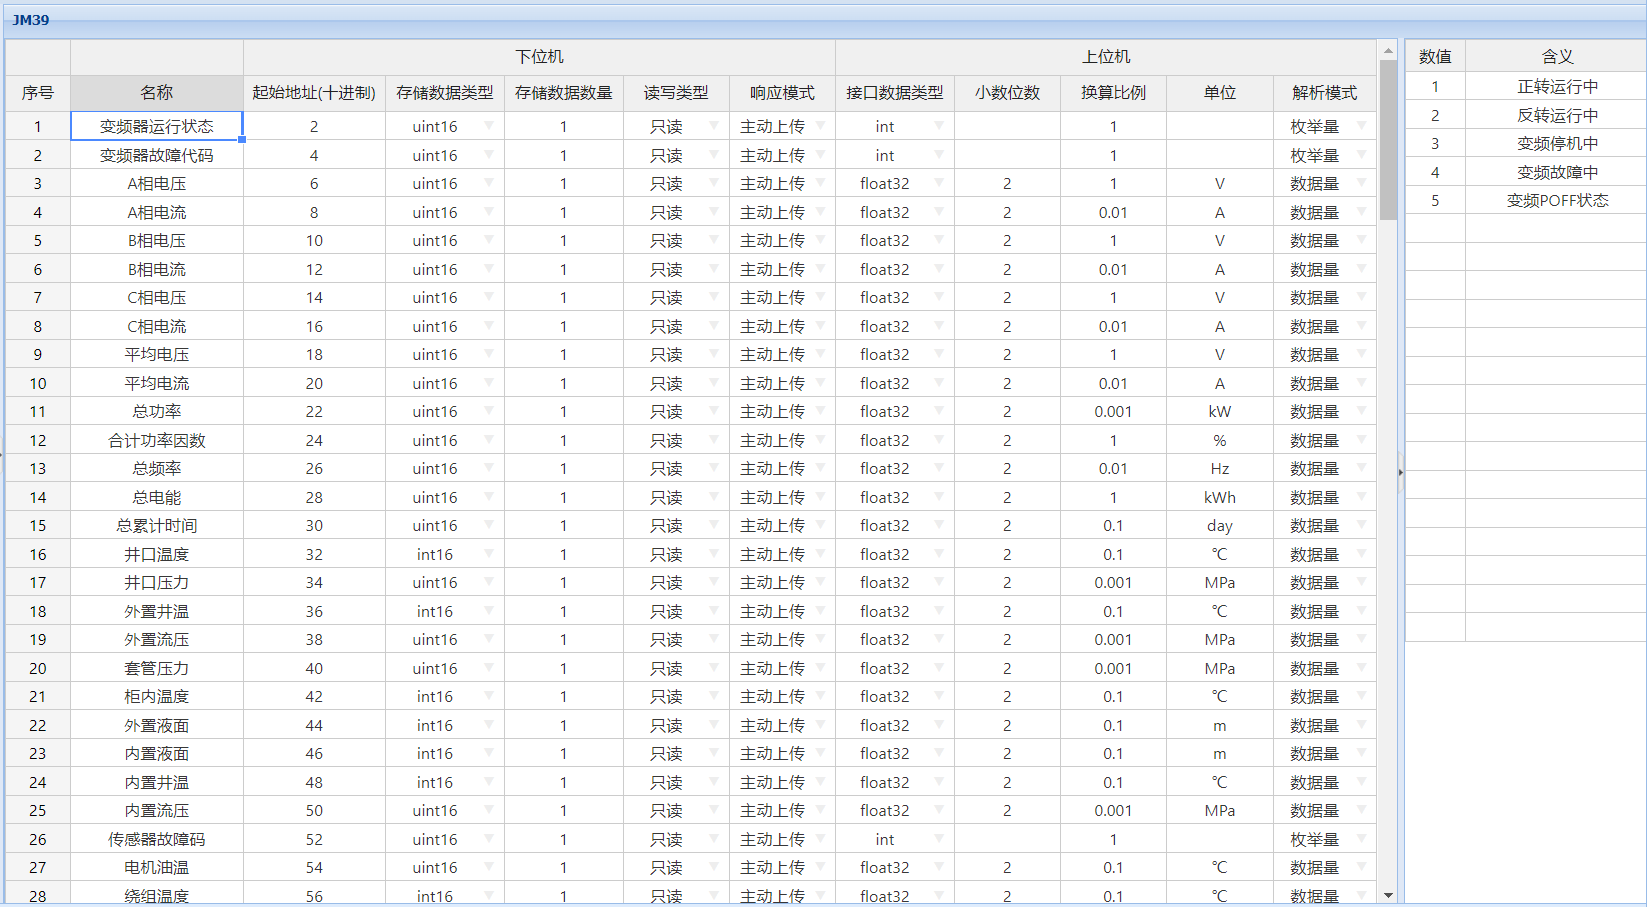 JM39
下位机 上位机
序号 名称 起始地址(十进制) 存储数据类型 存储数据数量 读写类型 响应模式 接口数据类型 小数位数 换算比例 单位 解析模式
1 变频器运行状态 2 uint16 1 只读 主动上传 int 1 枚举量
2 变频器故障代码 4 uint16 1 只读 主动上传 int 1 枚举量
3 A相电压 6 uint16 1 只读 主动上传 float32 2 1 V 数据量
4 A相电流 8 uint16 1 只读 主动上传 float32 2 0.01 A 数据量
5 B相电压 10 uint16 1 只读 主动上传 float32 2 1 V 数据量
6 B相电流 12 uint16 1 只读 主动上传 float32 2 0.01 A 数据量
7 C相电压 14 uint16 1 只读 主动上传 float32 2 1 V 数据量
8 C相电流 16 uint16 1 只读 主动上传 float32 2 0.01 A 数据量
9 平均电压 18 uint16 1 只读 主动上传 float32 2 1 V 数据量
10 平均电流 20 uint16 1 只读 主动上传 float32 2 0.01 A 数据量
11 总功率 22 uint16 1 只读 主动上传 float32 2 0.001 kW 数据量
12 合计功率因数 24 uint16 1 只读 主动上传 float32 2 1 % 数据量
13 总频率 26 uint16 1 只读 主动上传 float32 2 0.01 Hz 数据量
14 总电能 28 uint16 1 只读 主动上传 float32 2 1 kWh 数据量
15 总累计时间 30 uint16 1 只读 主动上传 float32 2 0.1 day 数据量
16 井口温度 32 int16 1 只读 主动上传 float32 2 0.1 ℃ 数据量
17 井口压力 34 uint16 1 只读 主动上传 float32 2 0.001 MPa 数据量
18 外置井温 36 int16 1 只读 主动上传 float32 2 0.1 ℃ 数据量
19 外置流压 38 uint16 1 只读 主动上传 float32 2 0.001 MPa 数据量
20 套管压力 40 uint16 1 只读 主动上传 float32 2 0.001 MPa 数据量
21 柜内温度 42 int16 1 只读 主动上传 float32 2 0.1 ℃ 数据量
22 外置液面 44 int16 1 只读 主动上传 float32 2 0.1 m 数据量
23 内置液面 46 int16 1 只读 主动上传 float32 2 0.1 m 数据量
24 内置井温 48 int16 1 只读 主动上传 float32 2 0.1 ℃ 数据量
25 内置流压 50 uint16 1 只读 主动上传 float32 2 0.001 MPa 数据量
26 传感器故障码 52 uint16 1 只读 主动上传 int 1 枚举量
27 电机油温 54 uint16 1 只读 主动上传 float32 2 0.1 ℃ 数据量
28 绕组温度 56 int16 1 只读 主动上传 float32 2 0.1 ℃ 数据量
数值 含义
1 正转运行中
2 反转运行中
3 变频停机中
4 变频故障中
5 变频POFF状态